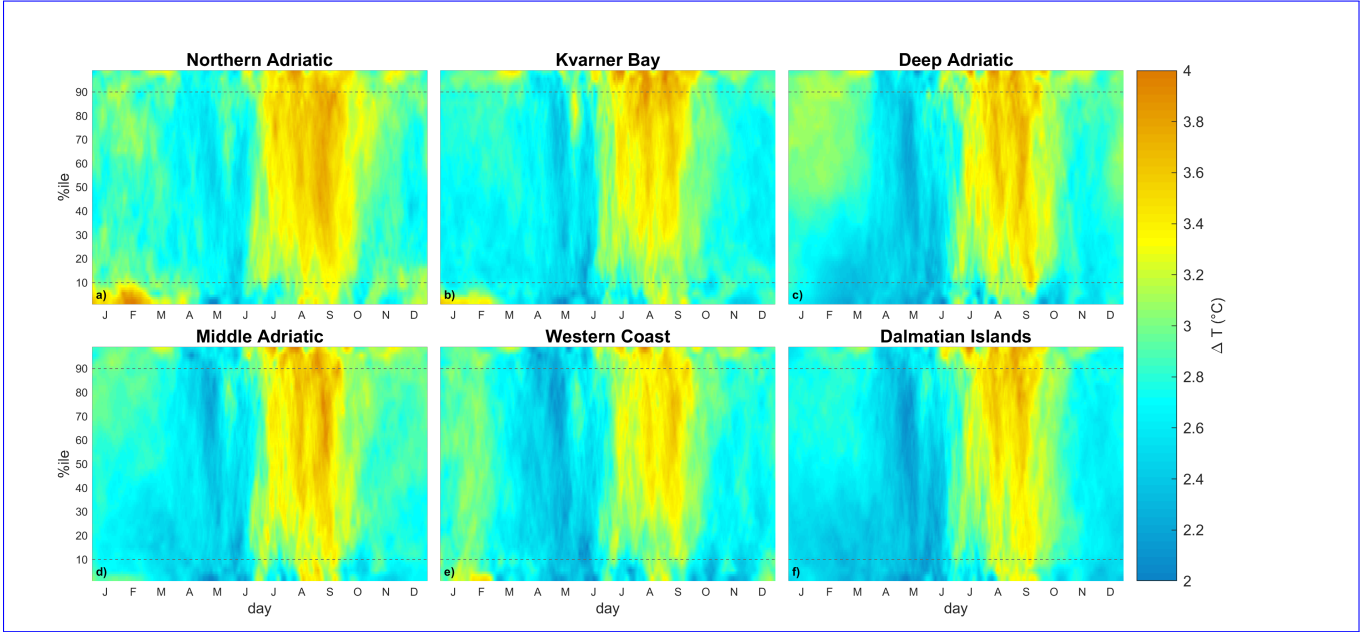 Northern Adriatic
Kvarner Bay
Deep Adriatic
%ile
90
80
70
60
50
40
30
20
10
a)
b)
c)
J F M A M J J A S O N D
J F M A M J J A S O N D
J F M A M J J A S O N D
Middle Adriatic
Western Coast
Dalmatian Islands
%ile
90
80
70
60
50
40
30
20
10
d)
e)
f)
J F M A M J J A S O N D
J F M A M J J A S O N D
J F M A M J J A S O N D
day
day
day
4
3.8
3.6
3.4
3.2
3
2.8
2.6
2.4
2.2
2
Δ T (°C)